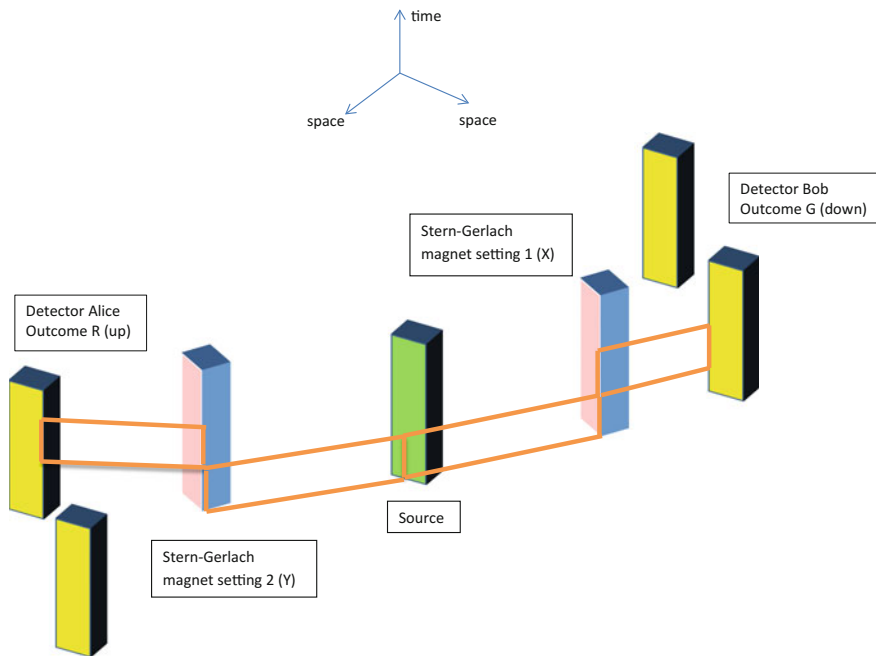 time
space
space
Detector Bob
Outcome G (down)
Stern-Gerlach
magnet setting 1 (X)
Detector Alice
Outcome R (up)
Source
Stern-Gerlach
magnet setting 2 (Y)